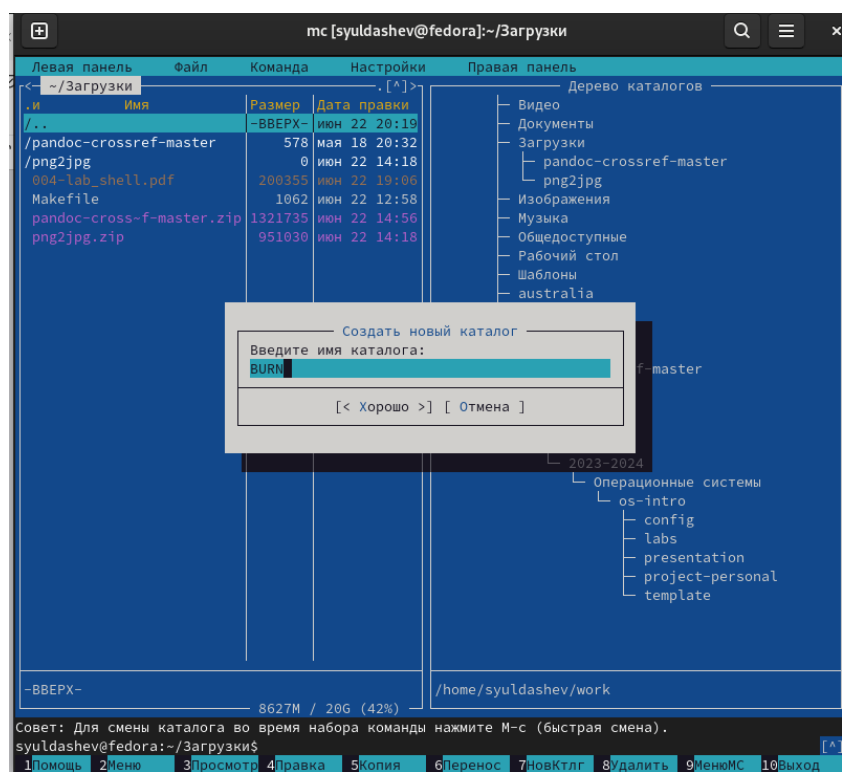 mc [syuldashev@fedora]:~/Загрузки
Левая панель Файл Команда Настройки Правая панель
<– ~/Загрузки .[^]>
.и Имя Размер Дата правки
/.. -ВВЕРХ- июн 22 20:19
/pandoc-crossref-master 578 мая 18 20:32
/png2jpg 0 июн 22 14:18
004-lab_shell.pdf 200355 июн 22 19:06
Makefile 1062 июн 22 12:58
pandoc-cross~f-master.zip 1321735 июн 22 14:56
png2jpg.zip 951030 июн 22 14:18
-ВВЕРХ-
8627M / 20G (42%)
Дерево каталогов
Видео
Документы
Загрузки
pandoc-crossref-master
png2jpg
Изображения
Музыка
Общедоступные
Рабочий стол
Шаблоны
australia
f-master
2023-2024
Операционные системы
os-intro
config
labs
presentation
project-personal
template
/home/syuldashev/work
Создать новый каталог
Введите имя каталога:
BURN
[< Хорошо >] [ Отмена ]
Совет: Для смены каталога во время набора команды нажмите M-c (быстрая смена).
syuldashev@fedora:~/Загрузки$ [^]
1Помощь 2Меню 3Просмотр 4Правка 5Копия 6Перенос 7НовКтлг 8Удалить 9МенюMC 10Выход